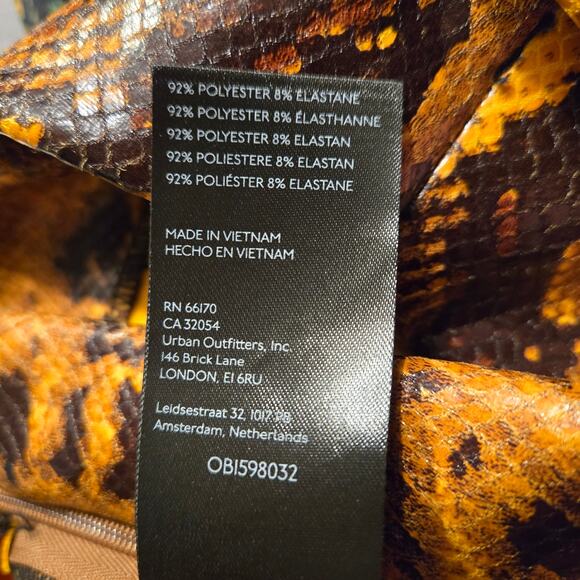 92% POLYESTER 8% ELASTANE
92% POLYESTER 8% ÉLASTHANNE
92% POLYESTER 8% ELASTAN
92% POLIESTERE 8% ELASTAN
92% POLIÉSTER 8% ELASTANE
MADE IN VIETNAM
HECHO EN VIETNAM
RN 66170
CA 32054
Urban Outfitters, Inc.
146 Brick Lane
LONDON, E1 6RU
Leidsestraat 32, 1017 PB
Amsterdam, Netherlands
OB1598032